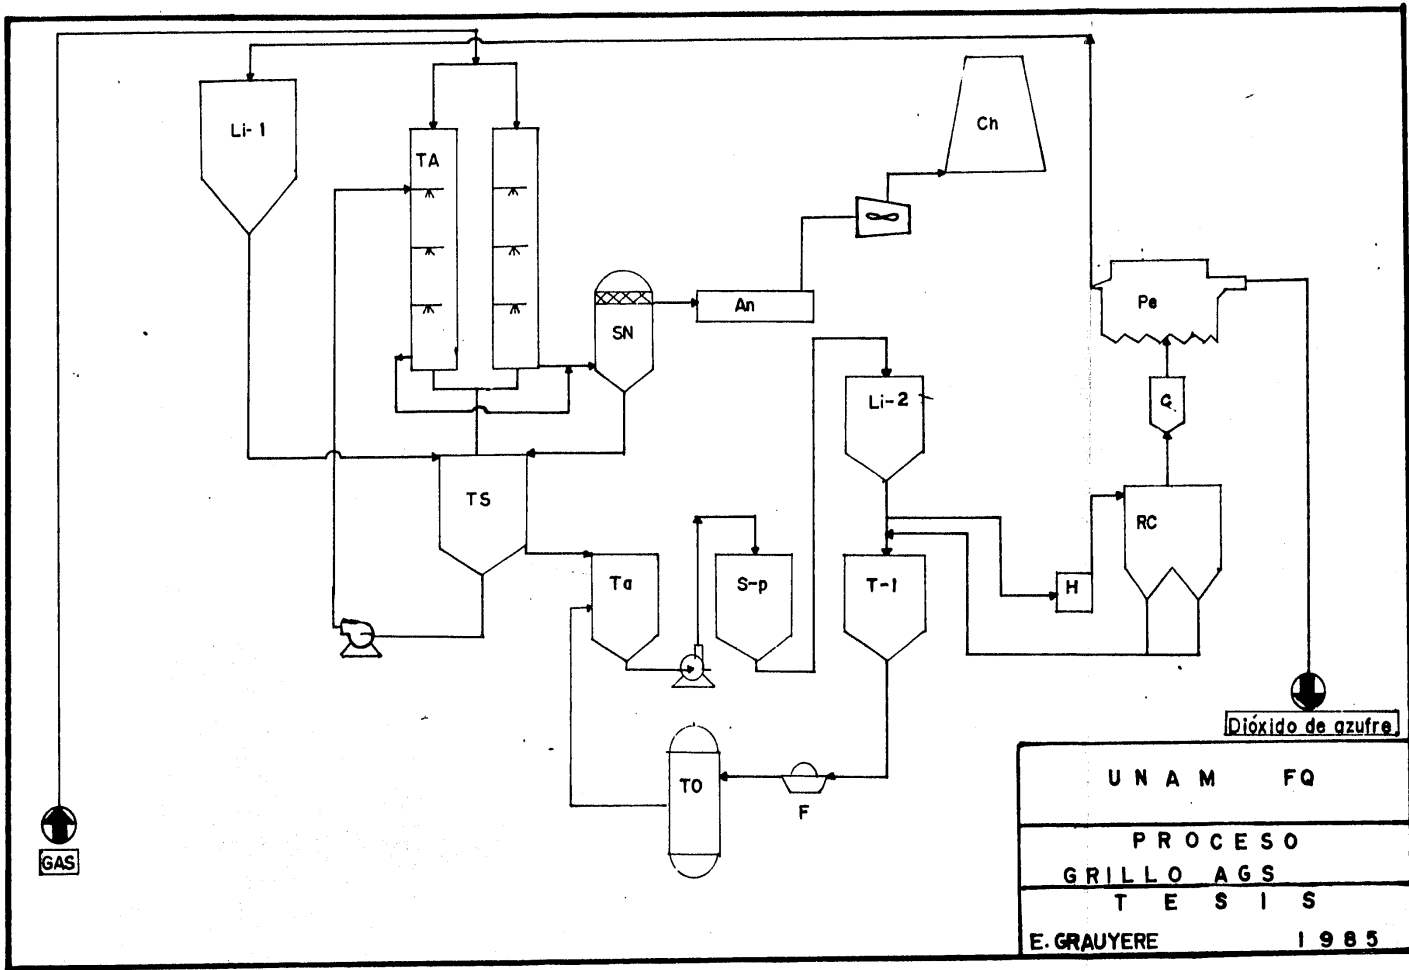 Li-1
TA
Ch
SN
An
Pe
Li-2
TS
RC
Ta
S-p
T-1
H
TO
F
GAS
Dióxido de azufre
UNAM FQ
PROCESO
GRILLO AGS
TESIS
E. GRAUYERE 1985